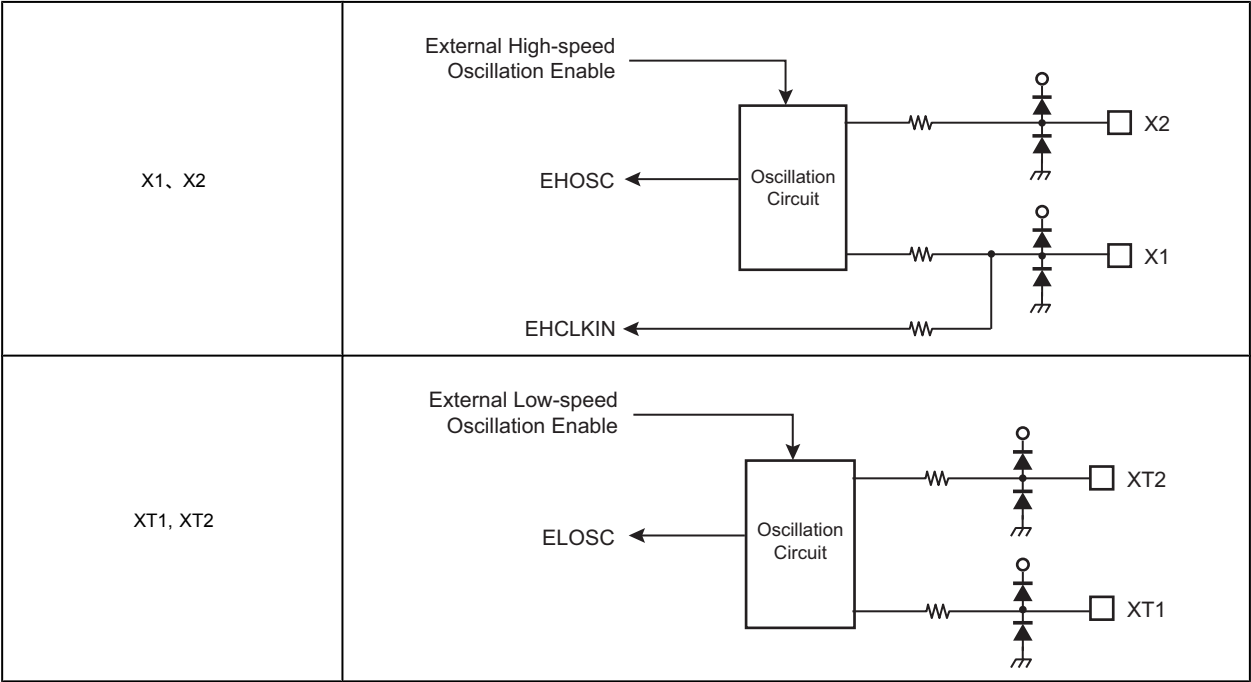 X1、X2
External High-speed
Oscillation Enable
X2
EHOSC
Oscillation
Circuit
X1
EHCLKIN
XT1, XT2
External Low-speed
Oscillation Enable
XT2
ELOSC
Oscillation
Circuit
XT1